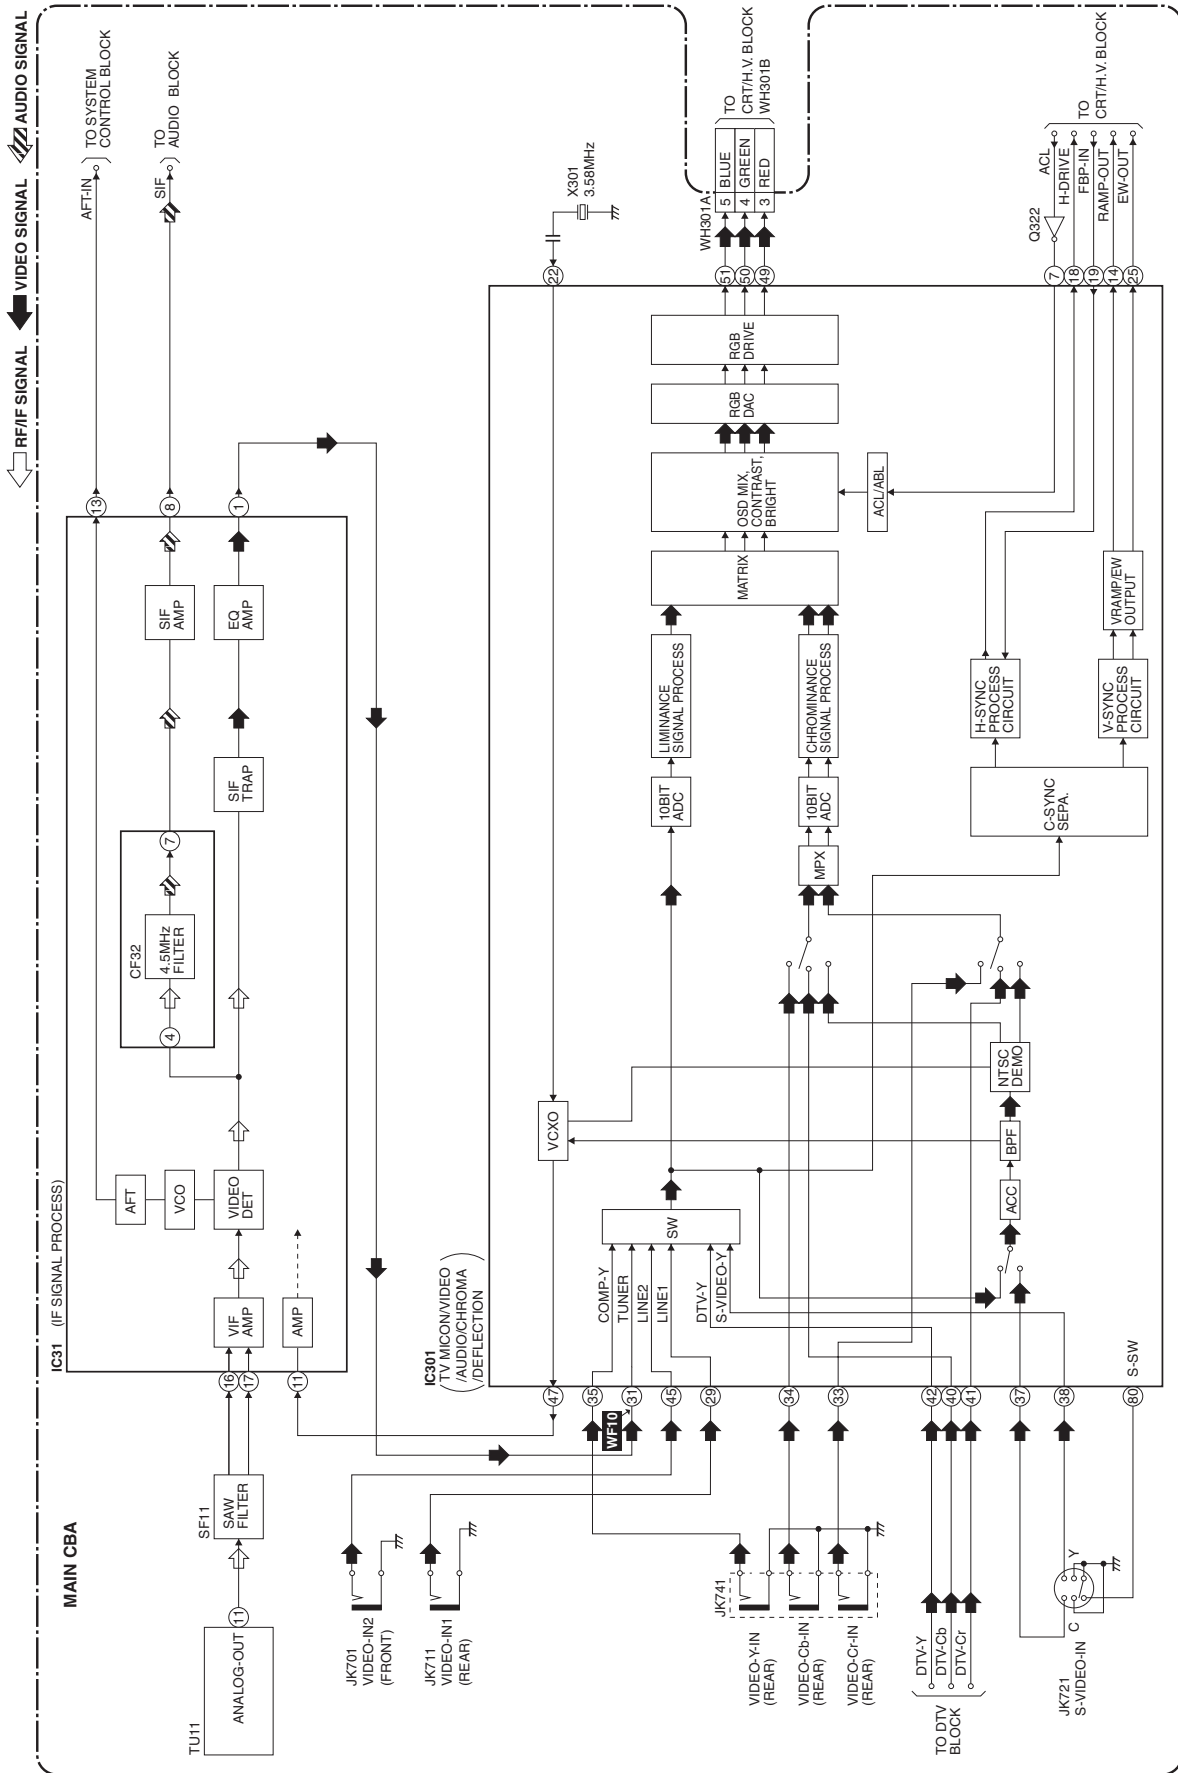 RF/IF SIGNAL
VIDEO SIGNAL
AUDIO SIGNAL
MAIN CBA
TU11
ANALOG-OUT
11
SF11
SAW
FILTER
IC31
(IF SIGNAL PROCESS)
16
17
11
VIF
AMP
AMP
AFT
VCO
VIDEO
DET
CF32
4
4.5MHz
FILTER
7
SIF
TRAP
SIF
AMP
EQ
AMP
13
8
1
AFT-IN
TO SYSTEM
CONTROL BLOCK
SIF
TO
AUDIO BLOCK
JK701
VIDEO-IN2
(FRONT)
JK711
VIDEO-IN1
(REAR)
JK741
VIDEO-Y-IN
(REAR)
VIDEO-Cb-IN
(REAR)
VIDEO-Cr-IN
(REAR)
DTV-Y
DTV-Cb
DTV-Cr
TO DTV
BLOCK
JK721
S-VIDEO-IN
C
Y
IC301
TV MICON/VIDEO
/AUDIO/CHROMA
/DEFLECTION
WF10
47
35
31
45
29
34
33
42
40
41
37
38
80
S-SW
COMP-Y
TUNER
LINE2
LINE1
DTV-Y
S-VIDEO-Y
SW
VCXO
ACC
BPF
NTSC
DEMO
MPX
10BIT
ADC
10BIT
ADC
LIMINANCE
SIGNAL PROCESS
CHROMINANCE
SIGNAL PROCESS
C-SYNC
SEPA.
H-SYNC
PROCESS
CIRCUIT
V-SYNC
PROCESS
CIRCUIT
VRAMP/EW
OUTPUT
MATRIX
OSD MIX,
CONTRAST,
BRIGHT
ACL/ABL
RGB
DAC
RGB
DRIVE
22
X301
3.58MHz
51
50
49
WH301A
5
BLUE
4
GREEN
3
RED
TO
CRT/H.V. BLOCK
WH301B
7
18
19
14
25
Q322
ACL
H-DRIVE
FBP-IN
RAMP-OUT
EW-OUT
TO
CRT/H.V. BLOCK